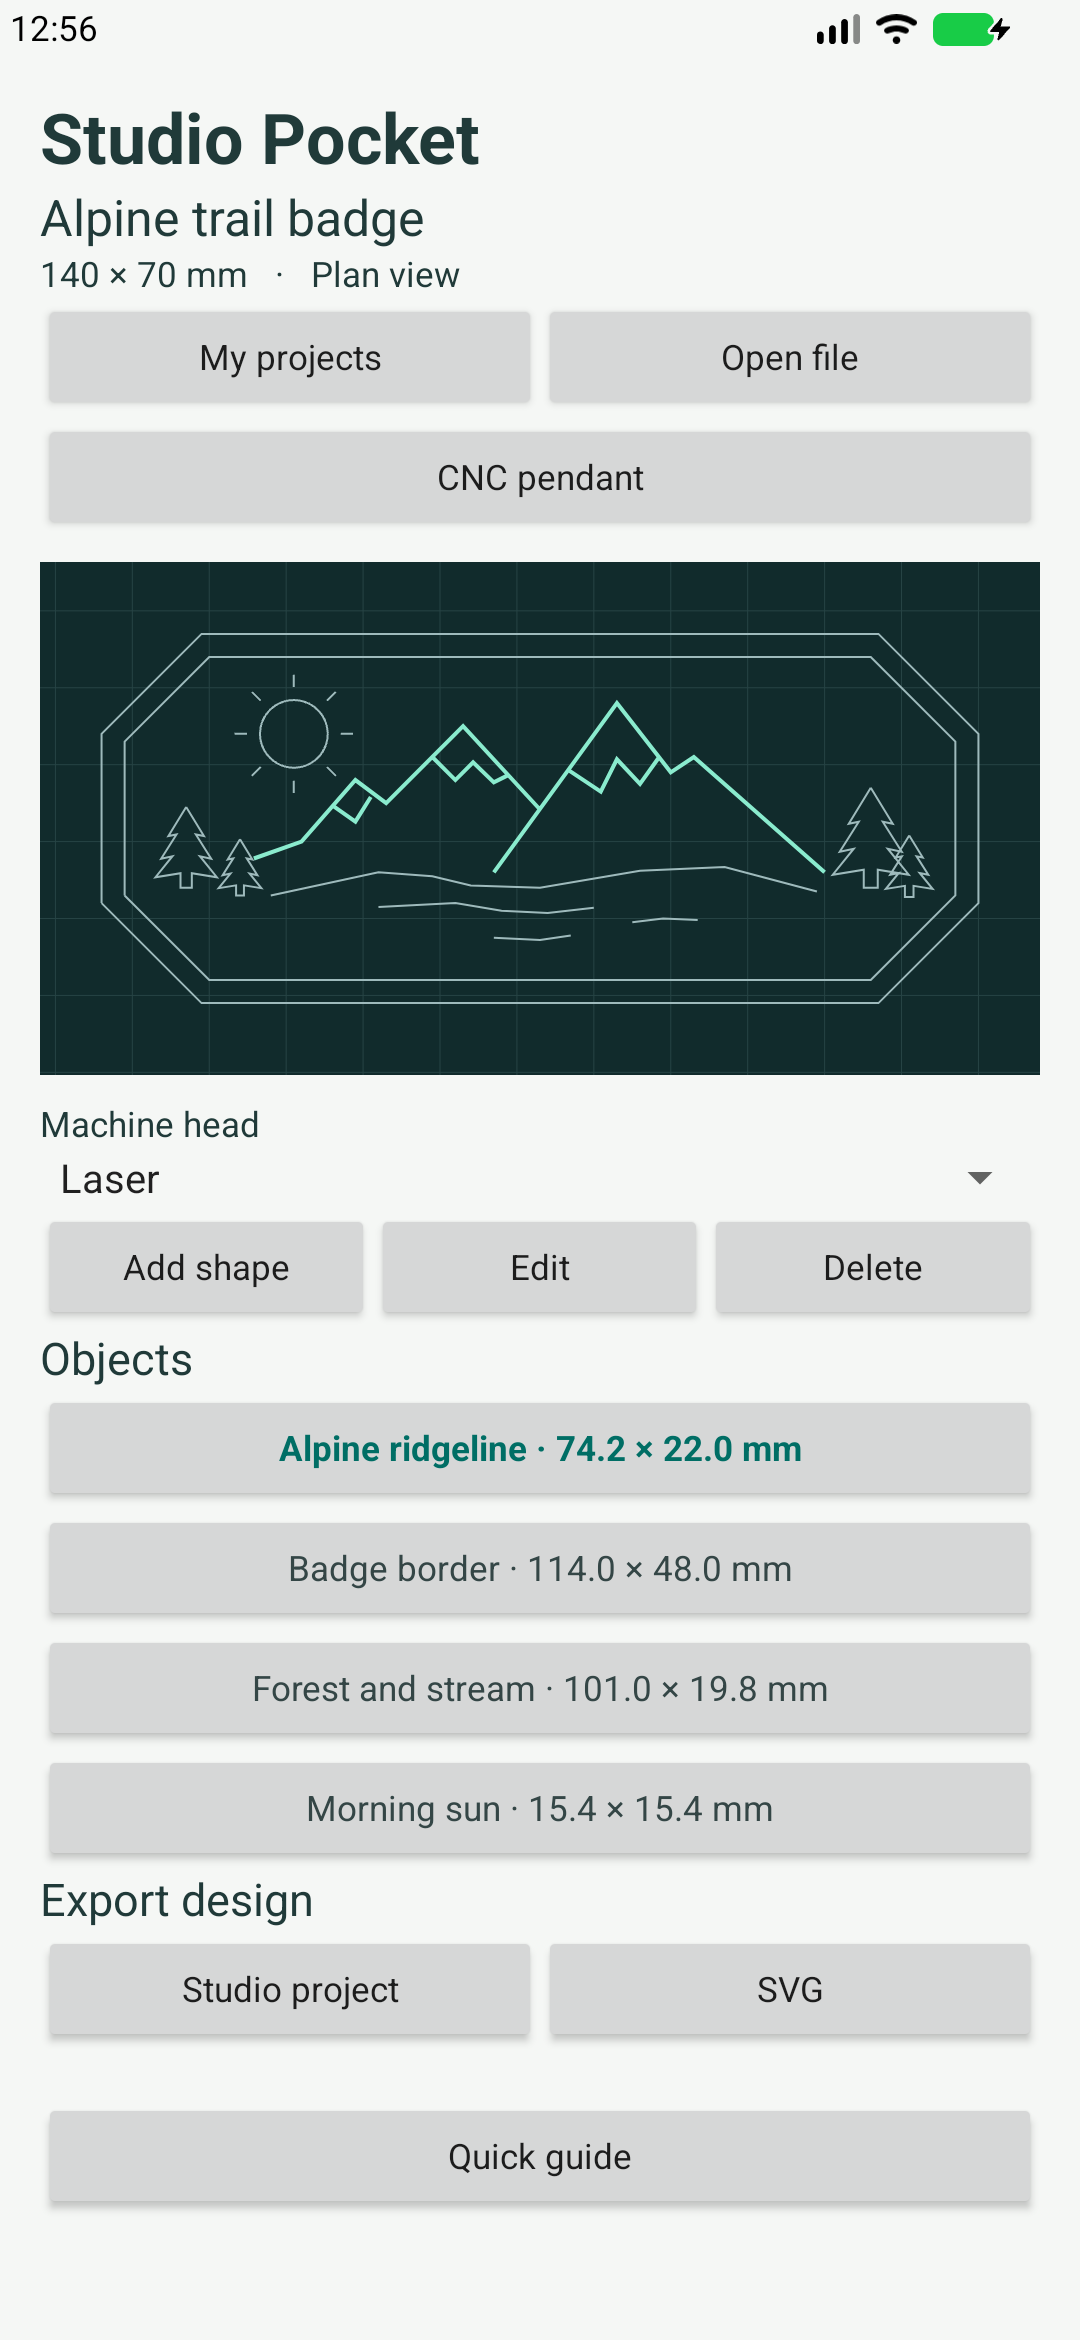 12:56
Studio Pocket
Alpine trail badge
140 × 70 mm · Plan view
My projects
Open file
CNC pendant
Machine head
Laser
Add shape
Edit
Delete
Objects
Alpine ridgeline · 74.2 × 22.0 mm
Badge border · 114.0 × 48.0 mm
Forest and stream · 101.0 × 19.8 mm
Morning sun · 15.4 × 15.4 mm
Export design
Studio project
SVG
Quick guide